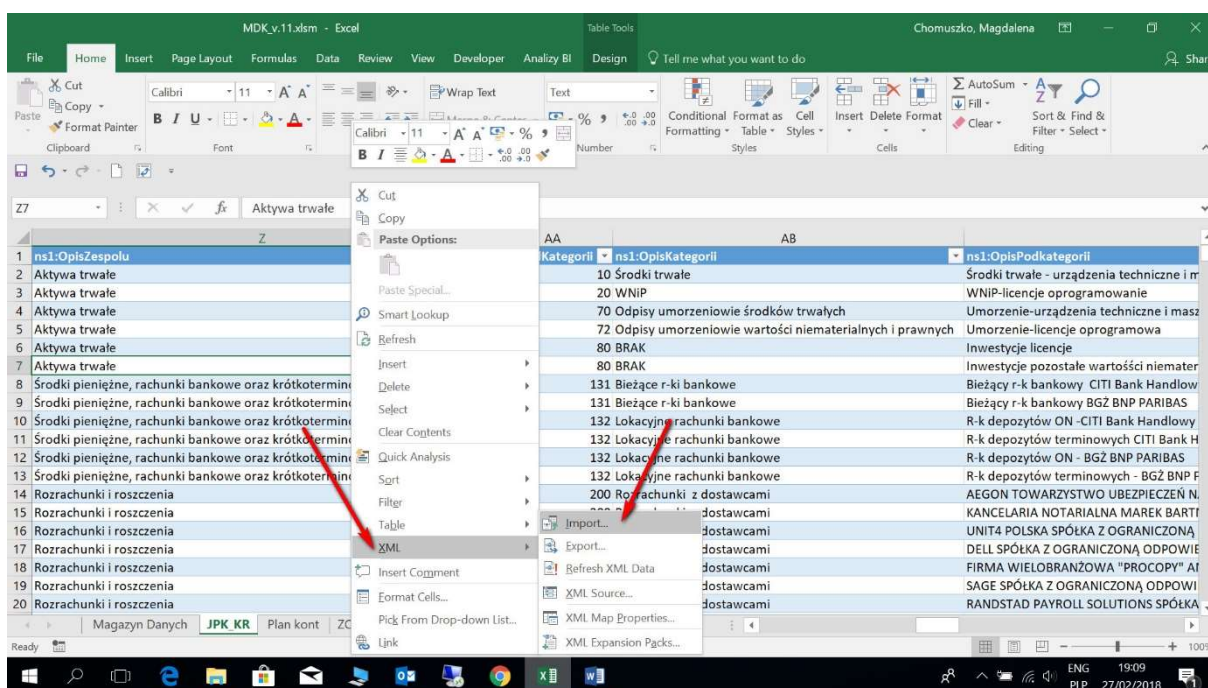 MDK_v.11.xlsm - Excel
Table Tools
Chomuszko, Magdalena
File Home Insert Page Layout Formulas Data Review View Developer Analizy BI Design Tell me what you want to do Shar
Cut
Copy
Format Painter
Paste
Calibri 11
B I U
Wrap Text
Text
% , .00
Conditional Formatting
Format as Table
Cell Styles
Insert Delete Format
AutoSum
Fill
Clear
Sort & Filter
Find & Select
Clipboard Font Number Styles Cells Editing
Calibri 11 A A % ,
B I A
Z7 fx Aktywa trwałe
Z AA AB
1 ns1:OpisZespolu Kategorii ns1:OpisKategorii ns1:OpisPodkategorii
2 Aktywa trwałe 10 Środki trwałe Środki trwałe - urządzenia techniczne i m
3 Aktywa trwałe 20 WNiP WNiP-licencje oprogramowanie
4 Aktywa trwałe 70 Odpisy umorzeniowie środków trwałych Umorzenie-urządzenia techniczne i masz
5 Aktywa trwałe 72 Odpisy umorzeniowie wartości niematerialnych i prawnych Umorzenie-licencje oprogramowa
6 Aktywa trwałe 80 BRAK Inwestycje licencje
7 Aktywa trwałe 80 BRAK Inwestycje pozostałe wartośści niemater
8 Środki pieniężne, rachunki bankowe oraz krótkotermino 131 Bieżące r-ki bankowe Bieżący r-k bankowy CITI Bank Handlow
9 Środki pieniężne, rachunki bankowe oraz krótkotermino 131 Bieżące r-ki bankowe Bieżący r-k bankowy BGŻ BNP PARIBAS
10 Środki pieniężne, rachunki bankowe oraz krótkotermino 132 Lokacyjne rachunki bankowe R-k depozytów ON -CITI Bank Handlowy
11 Środki pieniężne, rachunki bankowe oraz krótkotermino 132 Lokacyjne rachunki bankowe R-k depozytów terminowych CITI Bank H
12 Środki pieniężne, rachunki bankowe oraz krótkotermino 132 Lokacyjne rachunki bankowe R-k depozytów ON - BGŻ BNP PARIBAS
13 Środki pieniężne, rachunki bankowe oraz krótkotermino 132 Lokacyjne rachunki bankowe R-k depozytów terminowych - BGŻ BNP P
14 Rozrachunki i roszczenia 200 Rozrachunki z dostawcami AEGON TOWARZYSTWO UBEZPIECZEŃ N
15 Rozrachunki i roszczenia dostawcami KANCELARIA NOTARIALNA MAREK BART
16 Rozrachunki i roszczenia dostawcami UNIT4 POLSKA SPÓŁKA Z OGRANICZONĄ
17 Rozrachunki i roszczenia dostawcami DELL SPÓŁKA Z OGRANICZONĄ ODPOWIE
18 Rozrachunki i roszczenia dostawcami FIRMA WIELOBRANŻOWA "PROCOPY" A
19 Rozrachunki i roszczenia dostawcami SAGE SPÓŁKA Z OGRANICZONĄ ODPOWI
20 Rozrachunki i roszczenia dostawcami RANDSTAD PAYROLL SOLUTIONS SPÓŁKA
Cut
Copy
Paste Options:
Paste Special...
Smart Lookup
Refresh
Insert
Delete
Select
Clear Contents
Quick Analysis
Sort
Filter
Table
XML
Insert Comment
Format Cells...
Pick From Drop-down List...
Link
Import...
Export...
Refresh XML Data
XML Source...
XML Map Properties...
XML Expansion Packs...
Magazyn Danych JPK_KR Plan kont
Ready
ENG
PLP
19:09
27/02/2018